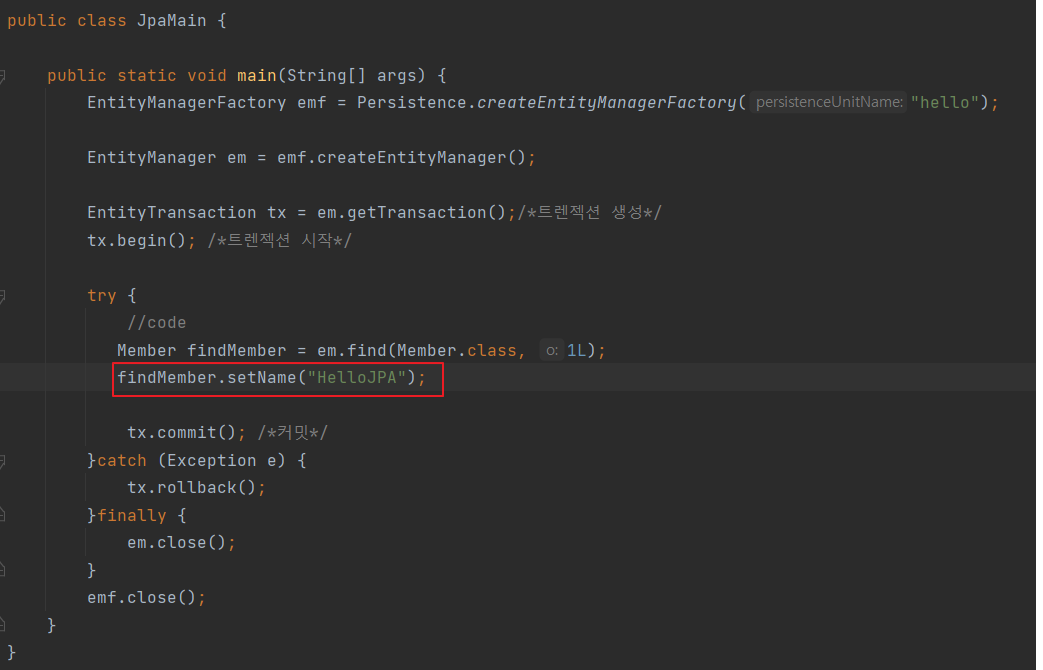 public class JpaMain {
public static void main(String[] args) {
EntityManagerFactory emf = Persistence.createEntityManagerFactory( persistenceUnitName: "hello");
EntityManager em = emf.createEntityManager();
EntityTransaction tx = em.getTransaction();/*트렌젝션 생성*/
tx.begin(); /*트렌젝션 시작*/
try {
//code
Member findMember = em.find(Member.class, o: 1L);
findMember.setName("HelloJPA");
tx.commit(); /*커밋*/
}catch (Exception e) {
tx.rollback();
}finally {
em.close();
}
emf.close();
}
}